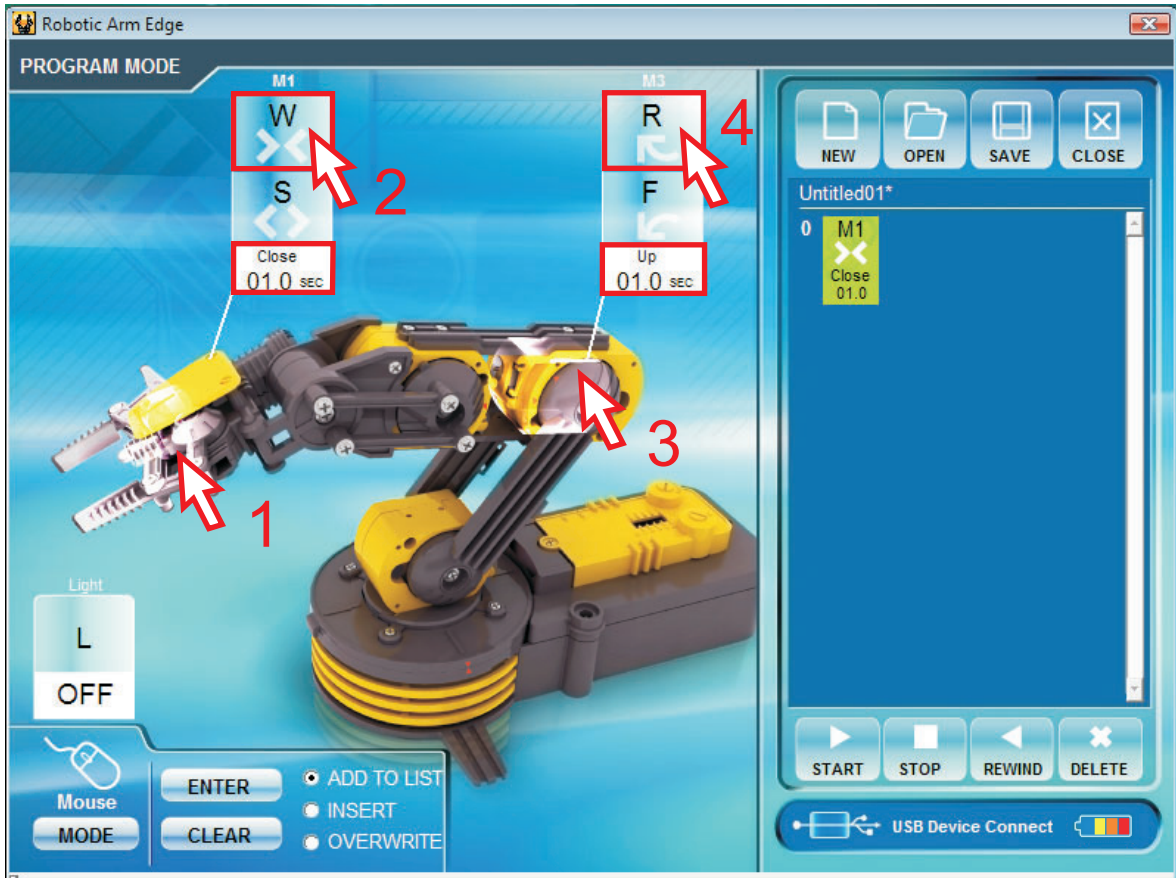 Robotic Arm Edge
PROGRAM MODE
M1
W
2
S
Close
01.0 SEC
M3
R
4
F
Up
01.0 SEC
3
1
Light
L
OFF
Mouse
MODE
ENTER
CLEAR
ADD TO LIST
INSERT
OVERWRITE
NEW
OPEN
SAVE
CLOSE
Untitled01*
0
M1
Close
01.0
START
STOP
REWIND
DELETE
USB Device Connect